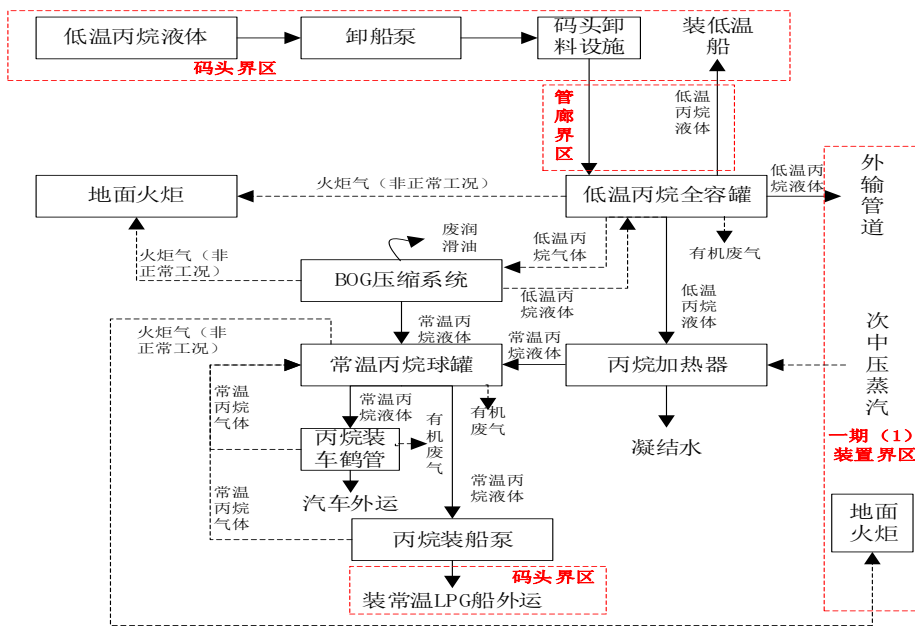 低温丙烷液体
卸船泵
码头卸
料设施
装低温
船
码头界区
管
廊
界
区
低温
丙烷
液体
地面火炬
火炬气（非正常工况）
低温丙烷全容罐
低温丙
烷液体
外
输
管
道
废润
滑油
低温丙
烷气体
有机废气
火炬气（非
正常工况）
BOG压缩系统
低温丙
烷液体
低温
丙烷
液体
火炬气（非
正常工况）
常温丙
烷液体
常温丙
烷液体
次
中
压
蒸
汽
常温丙烷球罐
丙烷加热器
常温
丙烷
气体
常温丙
烷液体
有
机
废
气
有机
废气
丙烷装
车鹤管
凝结水
一期（1）
装置界区
汽车外运
常温丙
烷液体
常温
丙烷
气体
地面
火炬
丙烷装船泵
码头界区
装常温LPG船外运